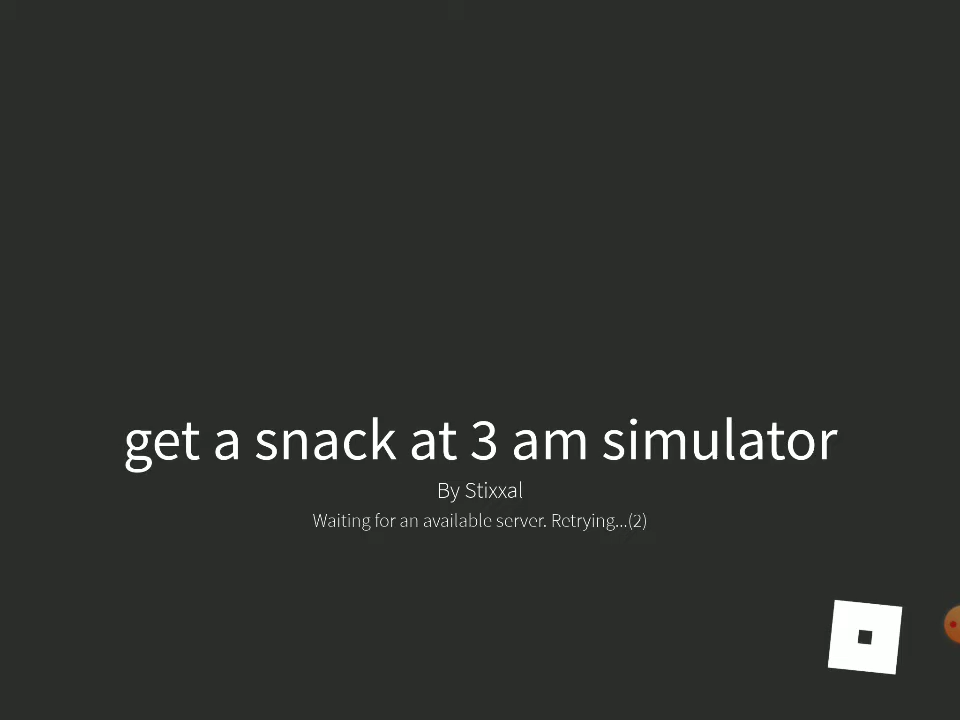 get a snack at 3 am simulator
By Stixxal
Waiting for an available server. Retrying...(2)